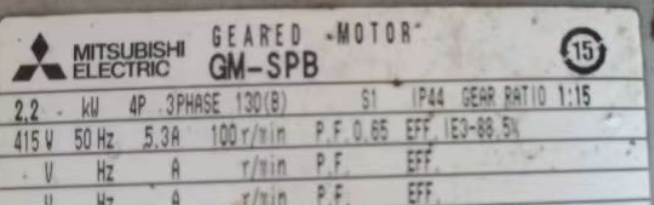 GEARED - MOTOR
MITSUBISHI
ELECTRIC
GM-SPB
15
2.2 kW 4P 3PHASE 130(B) S1 IP44 GEAR RATIO 1:15
415 V 50 Hz 5.3A 100 r/min P.F. 0.65 EFF. IE3-88.5%
V Hz A r/min P.F. EFF.
V Hz A r/min P.F. EFF.